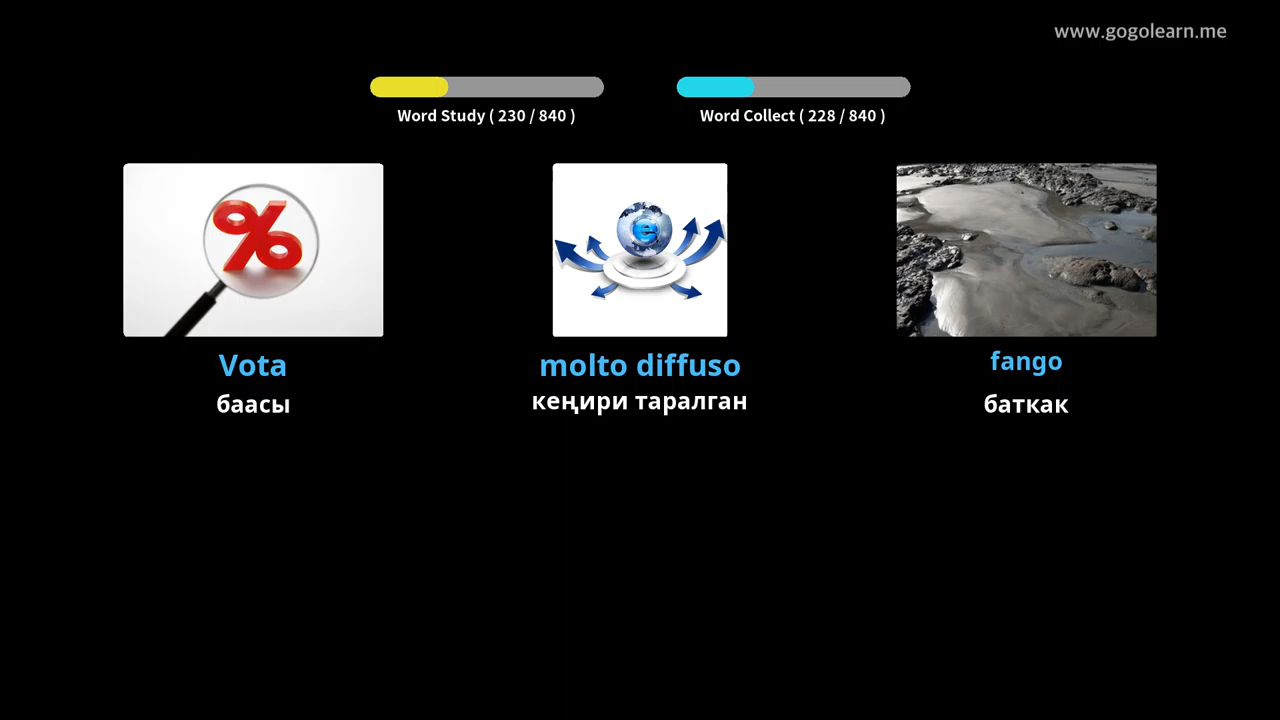 www.gogolearn.me
Word Study ( 230 / 840 )
Word Collect ( 228 / 840 )
%
e
Vota
баасы
molto diffuso
кеңири таралган
fango
баткак